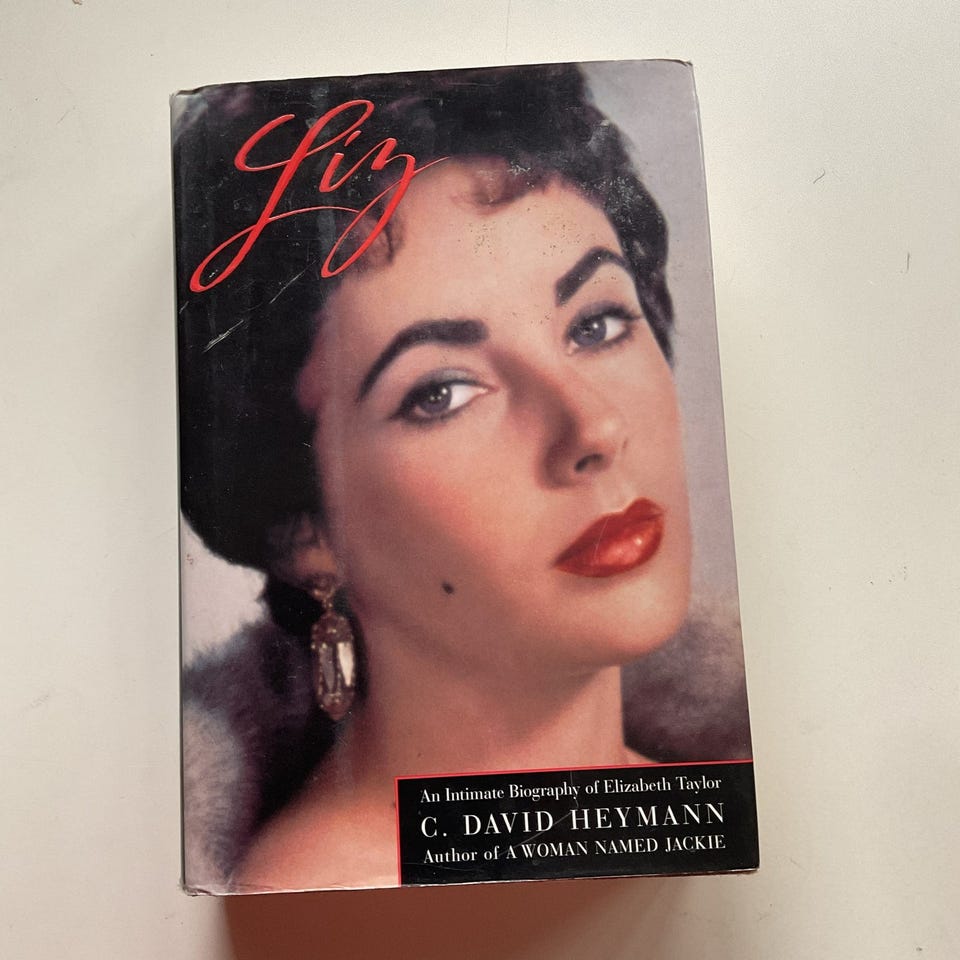 Liz
An Intimate Biography of Elizabeth Taylor
C. DAVID HEYMANN
Author of A WOMAN NAMED JACKIE